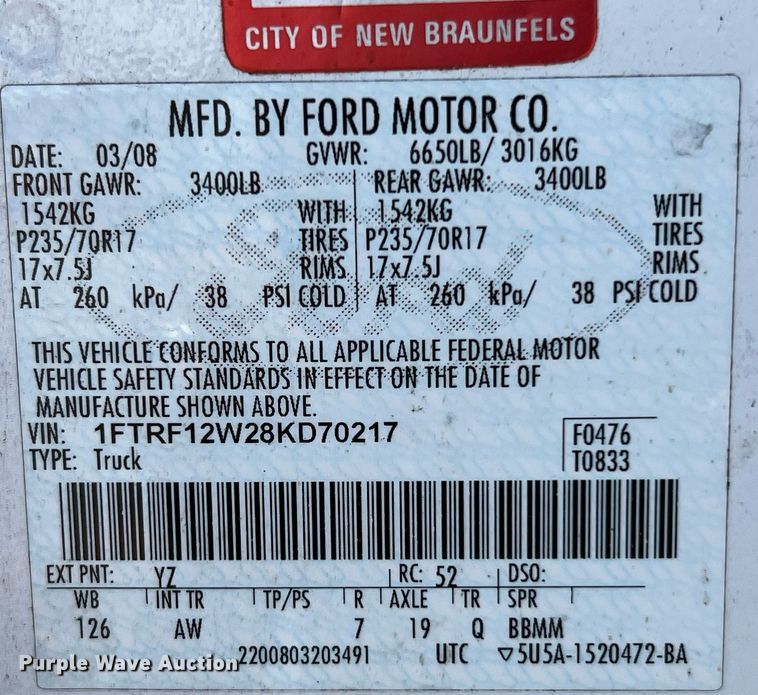 CITY OF NEW BRAUNFELS
MFD. BY FORD MOTOR CO.
DATE: 03/08 GVWR: 6650LB/ 3016KG
FRONT GAWR: 3400LB REAR GAWR: 3400LB
1542KG WITH 1542KG WITH
P235/70R17 TIRES P235/70R17 TIRES
17x7.5J RIMS 17x7.5J RIMS
AT 260 kPa/ 38 PSI COLD AT 260 kPa/ 38 PSI COLD
THIS VEHICLE CONFORMS TO ALL APPLICABLE FEDERAL MOTOR
VEHICLE SAFETY STANDARDS IN EFFECT ON THE DATE OF
MANUFACTURE SHOWN ABOVE.
VIN: 1FTRF12W28KD70217 F0476
TYPE: Truck T0833
EXT PNT: YZ RC: 52 DSO:
WB INT TR TP/PS R AXLE TR SPR
126 AW 7 19 Q BBMM
Purple Wave Auction 2200803203491 UTC ▽5U5A-1520472-BA